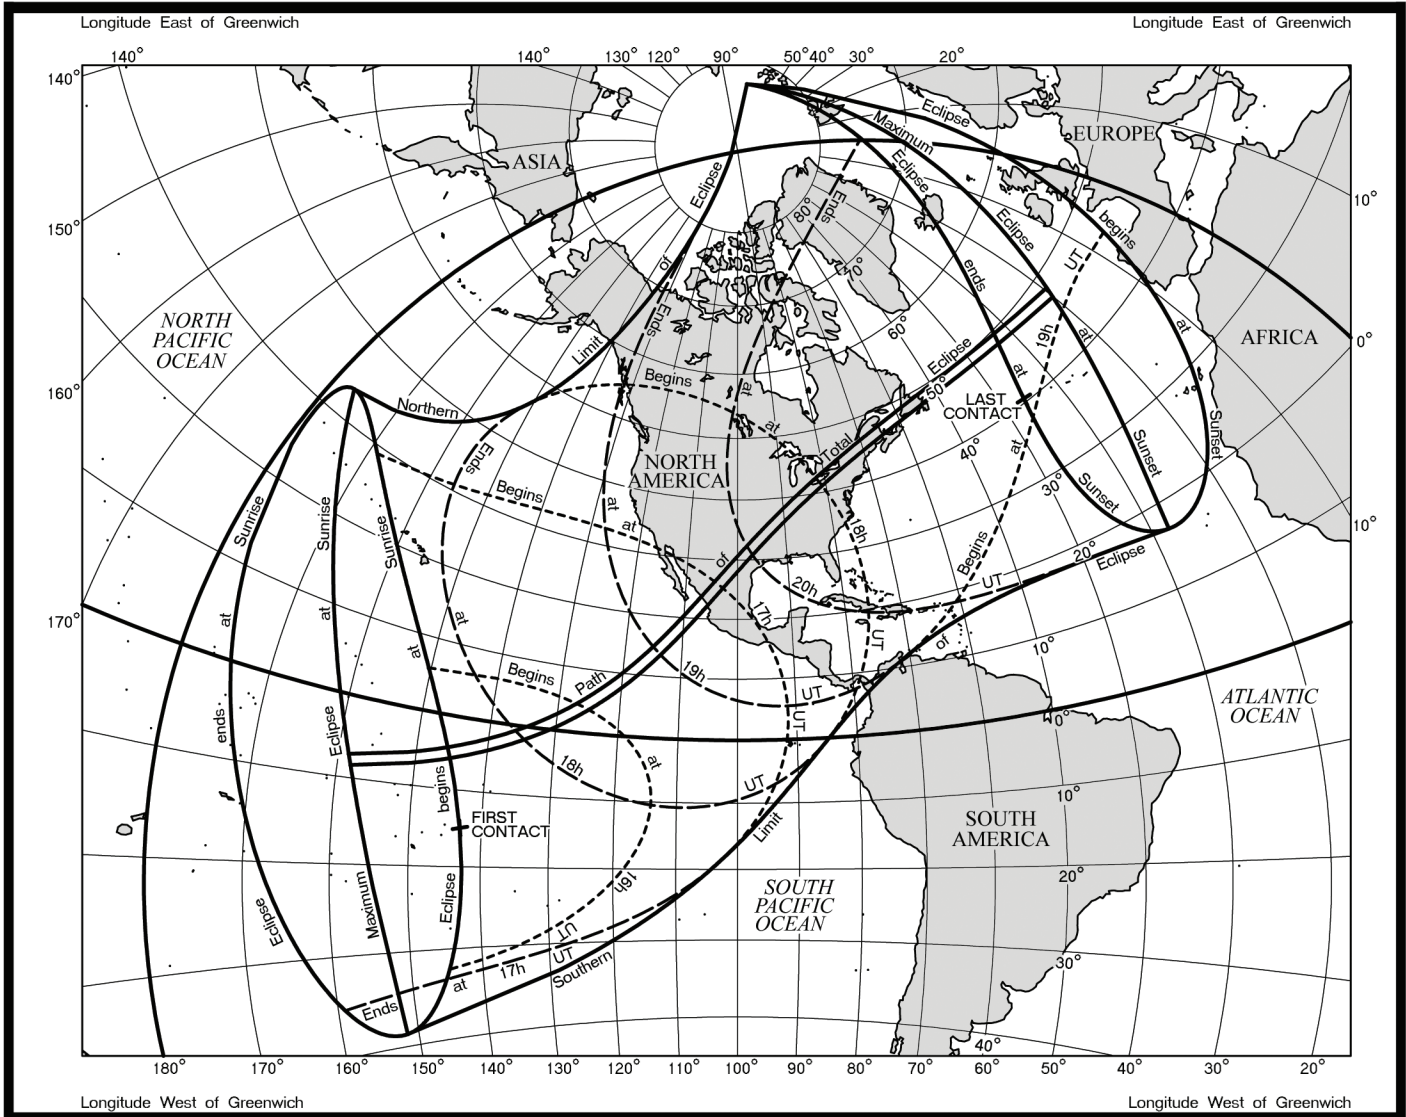 Longitude East of Greenwich
Longitude East of Greenwich
140°
140°
130°
120°
90°
50°
40°
30°
20°
140°
150°
160°
170°
10°
0°
10°
ASIA
EUROPE
AFRICA
NORTH
PACIFIC
OCEAN
NORTH
AMERICA
SOUTH
AMERICA
ATLANTIC
OCEAN
SOUTH
PACIFIC
OCEAN
Eclipse
begins
at
Sunset
Maximum
Eclipse
at
Sunset
Eclipse
ends
at
Sunset
Northern
Limit
of
Eclipse
Ends
at
20h
UT
Ends
at
19h
UT
Ends
at
18h
UT
Ends
at
17h
UT
Begins
at
18h
UT
Begins
at
17h
UT
Begins
at
16h
UT
Begins
at
19h
UT
Path
of
Total
Eclipse
Southern
Limit
of
Eclipse
Eclipse
ends
at
Sunrise
Maximum
Eclipse
at
Sunrise
Eclipse
begins
at
Sunrise
FIRST
CONTACT
LAST
CONTACT
80°
70°
60°
50°
40°
30°
20°
10°
0°
10°
20°
30°
40°
180°
170°
160°
150°
140°
130°
120°
110°
100°
90°
80°
70°
60°
50°
40°
30°
20°
Longitude West of Greenwich
Longitude West of Greenwich